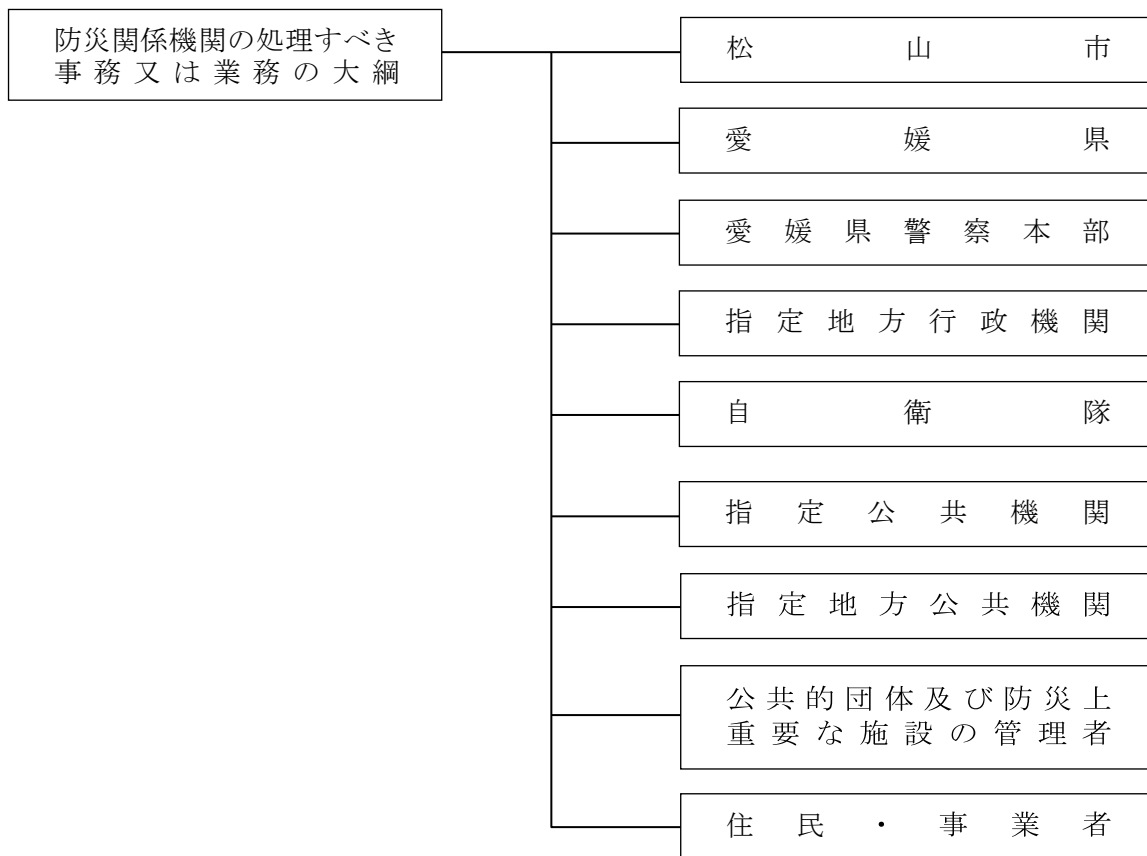 防災関係機関の処理すべき
事務又は業務の大綱
松山市
愛媛県
愛媛県警察本部
指定地方行政機関
自衛隊
指定公共機関
指定地方公共機関
公共的団体及び防災上
重要な施設の管理者
住民・事業者